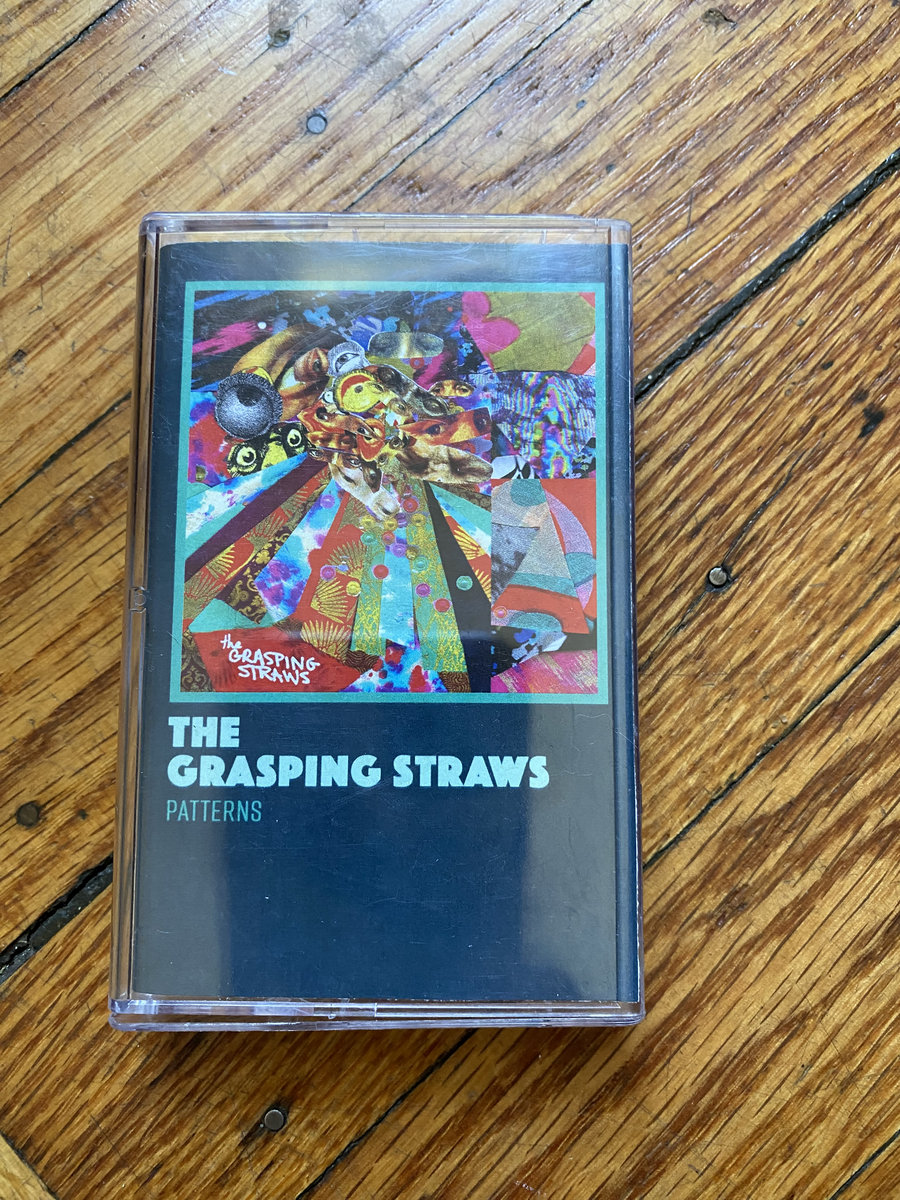 the
GRASPING
STRAWS
THE
GRASPING STRAWS
PATTERNS